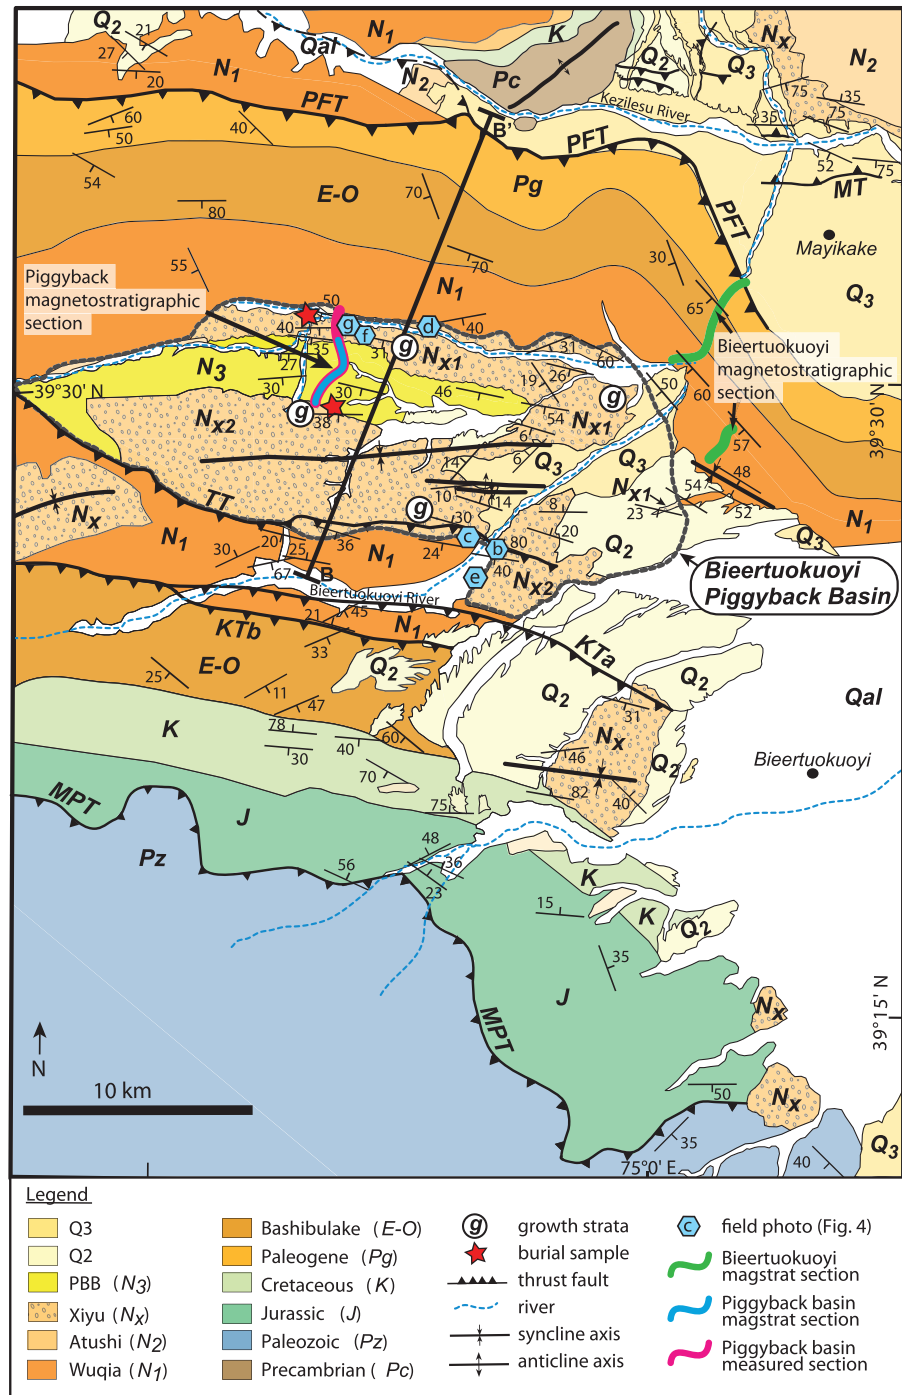 Q2
21
27
20
N1
Qal
N1
K
Pc
N2
Q2
Q3
Nx
N2
75
35
75
35
Kezilesu River
PFT
B'
60
50
40
PFT
Pg
52
75
MT
54
E-O
70
80
PFT
Mayikake
55
70
30
N1
65
Q3
Piggyback
magnetostratigraphic
section
50
40
g
f
d
40
35
31
g
Nx1
31
60
27
N3
30
30
46
19
26
g
50
60
Bieertuokuoyi
magnetostratigraphic
section
39°30' N
39°30' N
g
38
54
Nx1
Nx2
6
6
Q3
Q3
57
14
48
Nx1
54
10
14
8
23
52
Nx
TT
g
30
20
N1
Q3
N1
20
25
36
N1
24
c
b
80
Q2
30
67
B
e
40
Nx2
Bieertuokuoyi
Piggyback Basin
Bieertuokuoyi River
21
45
N1
KTb
33
KTa
E-O
Q2
Q2
Q2
Qal
25
11
47
31
K
78
60
Nx
30
40
46
Q2
Bieertuokuoyi
70
82
40
MPT
J
75
Pz
48
56
36
23
K
15
K
Q2
35
J
Nx
MPT
39°15' N
N
10 km
50
Nx
35
75°0' E
40
Q3
Legend
Q3
Q2
PBB (N3)
Xiyu (Nx)
Atushi (N2)
Wuqia (N1)
Bashibulake (E-O)
Paleogene (Pg)
Cretaceous (K)
Jurassic (J)
Paleozoic (Pz)
Precambrian (Pc)
g growth strata
burial sample
thrust fault
river
syncline axis
anticline axis
c field photo (Fig. 4)
Bieertuokuoyi
magstrat section
Piggyback basin
magstrat section
Piggyback basin
measured section